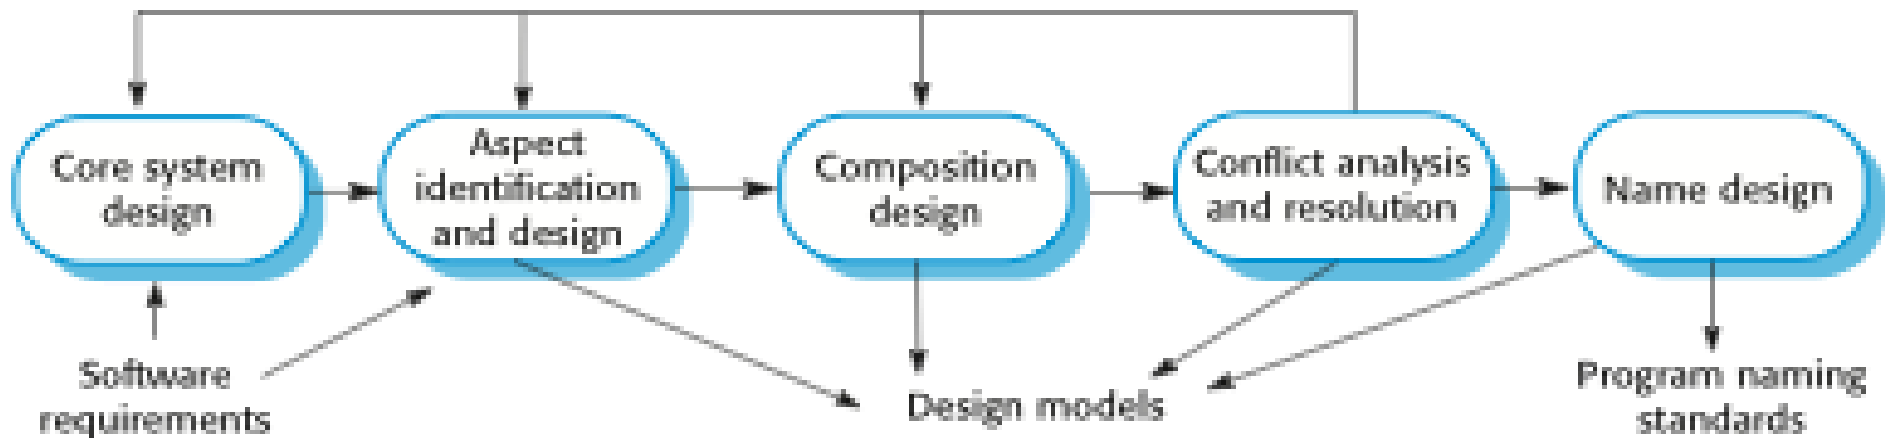 Core system
design
Aspect
identification
and design
Composition
design
Conflict analysis
and resolution
Name design
Software
requirements
Design models
Program naming
standards